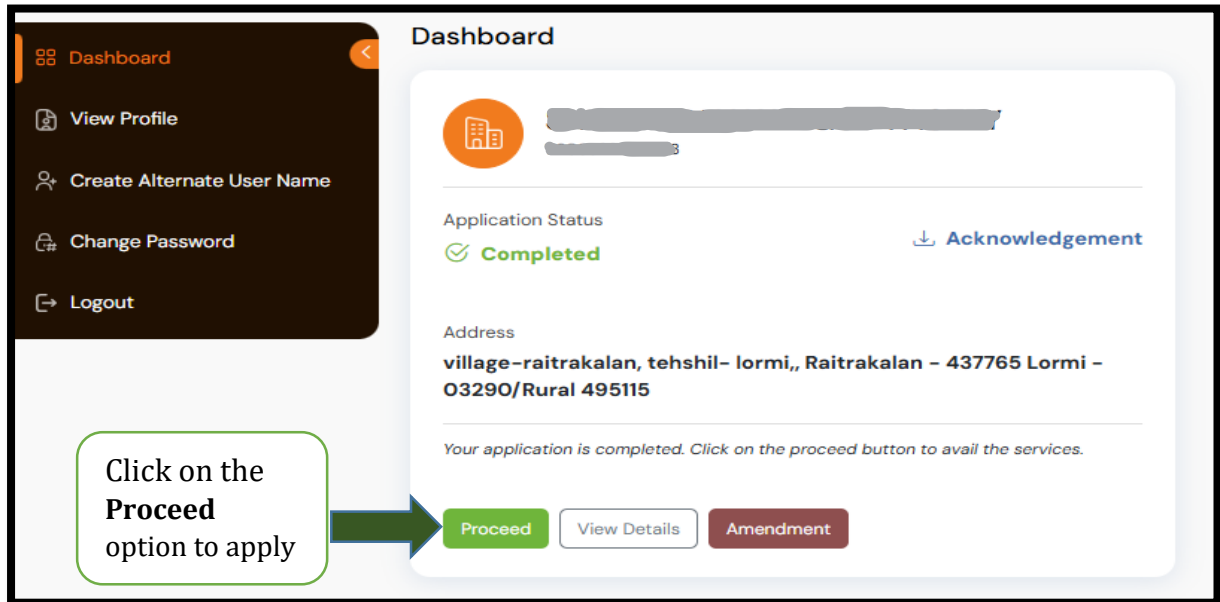 Dashboard
Dashboard
View Profile
Create Alternate User Name
Change Password
Logout
Application Status
Completed
Acknowledgement
Address
village-raitrakalan, tehshil- lormi,, Raitrakalan - 437765 Lormi -
03290/Rural 495115
Your application is completed. Click on the proceed button to avail the services.
Click on the
Proceed
option to apply
Proceed
View Details
Amendment